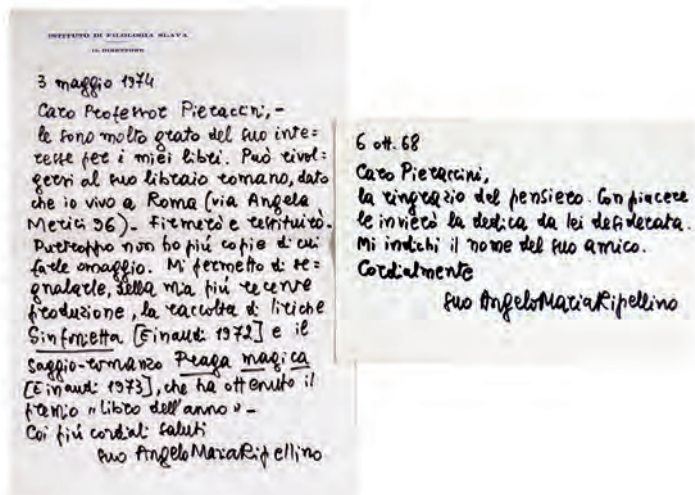 ISTITUTO DI FILOLOGIA SLAVA
IL DIRETTORE
3 maggio 1974
Caro Professor Pieraccini, -
le sono molto grato del suo inte=
resse per i miei libri. Può rivol=
gersi al suo libraio romano, dato
che io vivo a Roma (via Angela
Merici 96). Firmerò e restituirò.
Purtroppo non ho più copie di cui
farle omaggio. Mi permetto di se=
gnalarle, della mia più recente
produzione, la raccolta di liriche
Sinfonietta [Einaudi 1972] e il
saggio-romanzo Praga magica
[Einaudi 1973], che ha ottenuto il
premio "libro dell'anno" -
Coi più cordiali saluti
suo AngeloMariaRipellino
6 ott. 68
Caro Pieraccini,
la ringrazio del pensiero. Con piacere
le invierò la dedica da lei desiderata.
Mi indichi il nome del suo amico.
Cordialmente
suo AngeloMariaRipellino